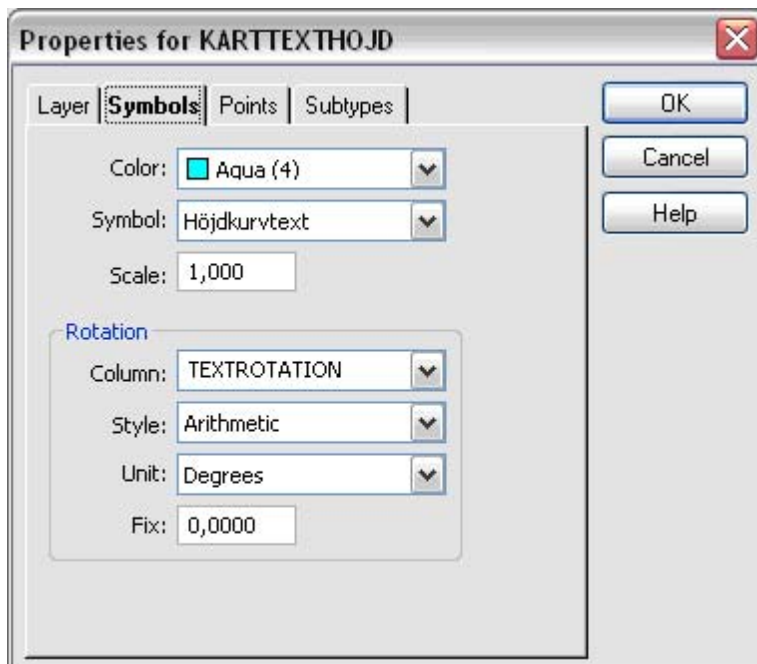 Properties for KARTTEXTHOJD
Layer Symbols Points Subtypes
OK
Cancel
Help
Color: Aqua (4)
Symbol: Höjdkurvtext
Scale: 1,000
Rotation
Column: TEXTROTATION
Style: Arithmetic
Unit: Degrees
Fix: 0,0000